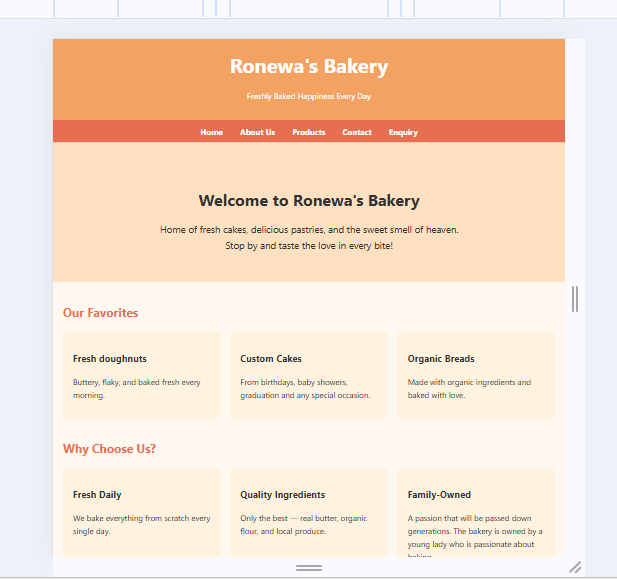 Ronewa's Bakery
Freshly Baked Happiness Every Day
Home About Us Products Contact Enquiry
Welcome to Ronewa's Bakery
Home of fresh cakes, delicious pastries, and the sweet smell of heaven.
Stop by and taste the love in every bite!
Our Favorites
Fresh doughnuts
Buttery, flaky, and baked fresh every
morning.
Custom Cakes
From birthdays, baby showers,
graduation and any special occasion.
Organic Breads
Made with organic ingredients and
baked with love.
Why Choose Us?
Fresh Daily
We bake everything from scratch every
single day.
Quality Ingredients
Only the best — real butter, organic
flour, and local produce.
Family-Owned
A passion that will be passed down
generations. The bakery is owned by a
young lady who is passionate about
baking.